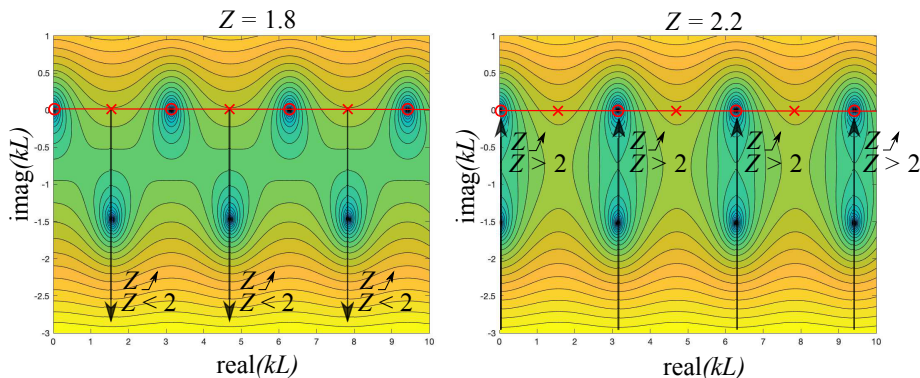 Z = 1.8
imag(kL)
1
0.5
0
-0.5
-1
-1.5
-2
-2.5
-3
Z
Z < 2
Z
Z < 2
Z
Z < 2
0 1 2 3 4 5 6 7 8 9 10
real(kL)
Z = 2.2
imag(kL)
1
0.5
0
-0.5
-1
-1.5
-2
-2.5
-3
Z
Z > 2
Z
Z > 2
Z
Z > 2
Z
Z > 2
0 1 2 3 4 5 6 7 8 9 10
real(kL)